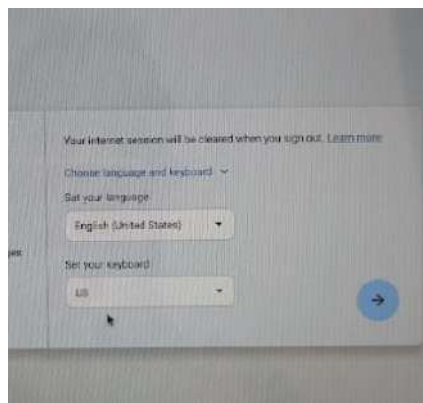 Your internet session will be cleared when you sign out. Learn more
Choose language and keyboard
Set your language
English (United States)
Set your keyboard
US